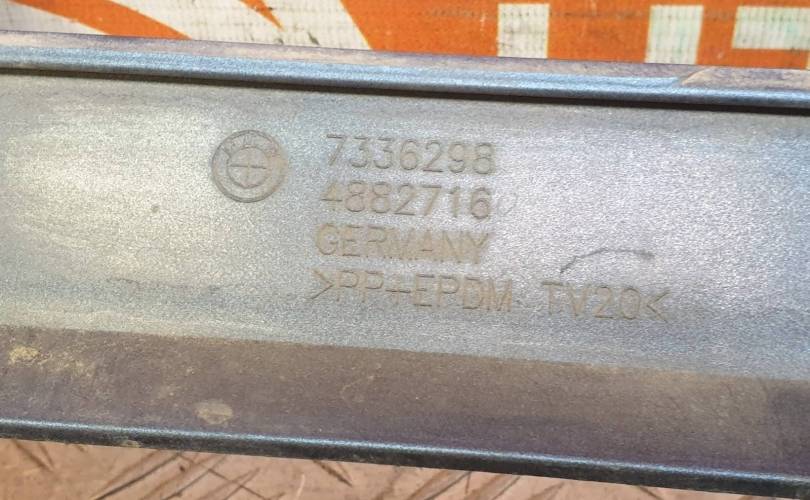 7336298
4882716
GERMANY
>PP+EPDM TV20<